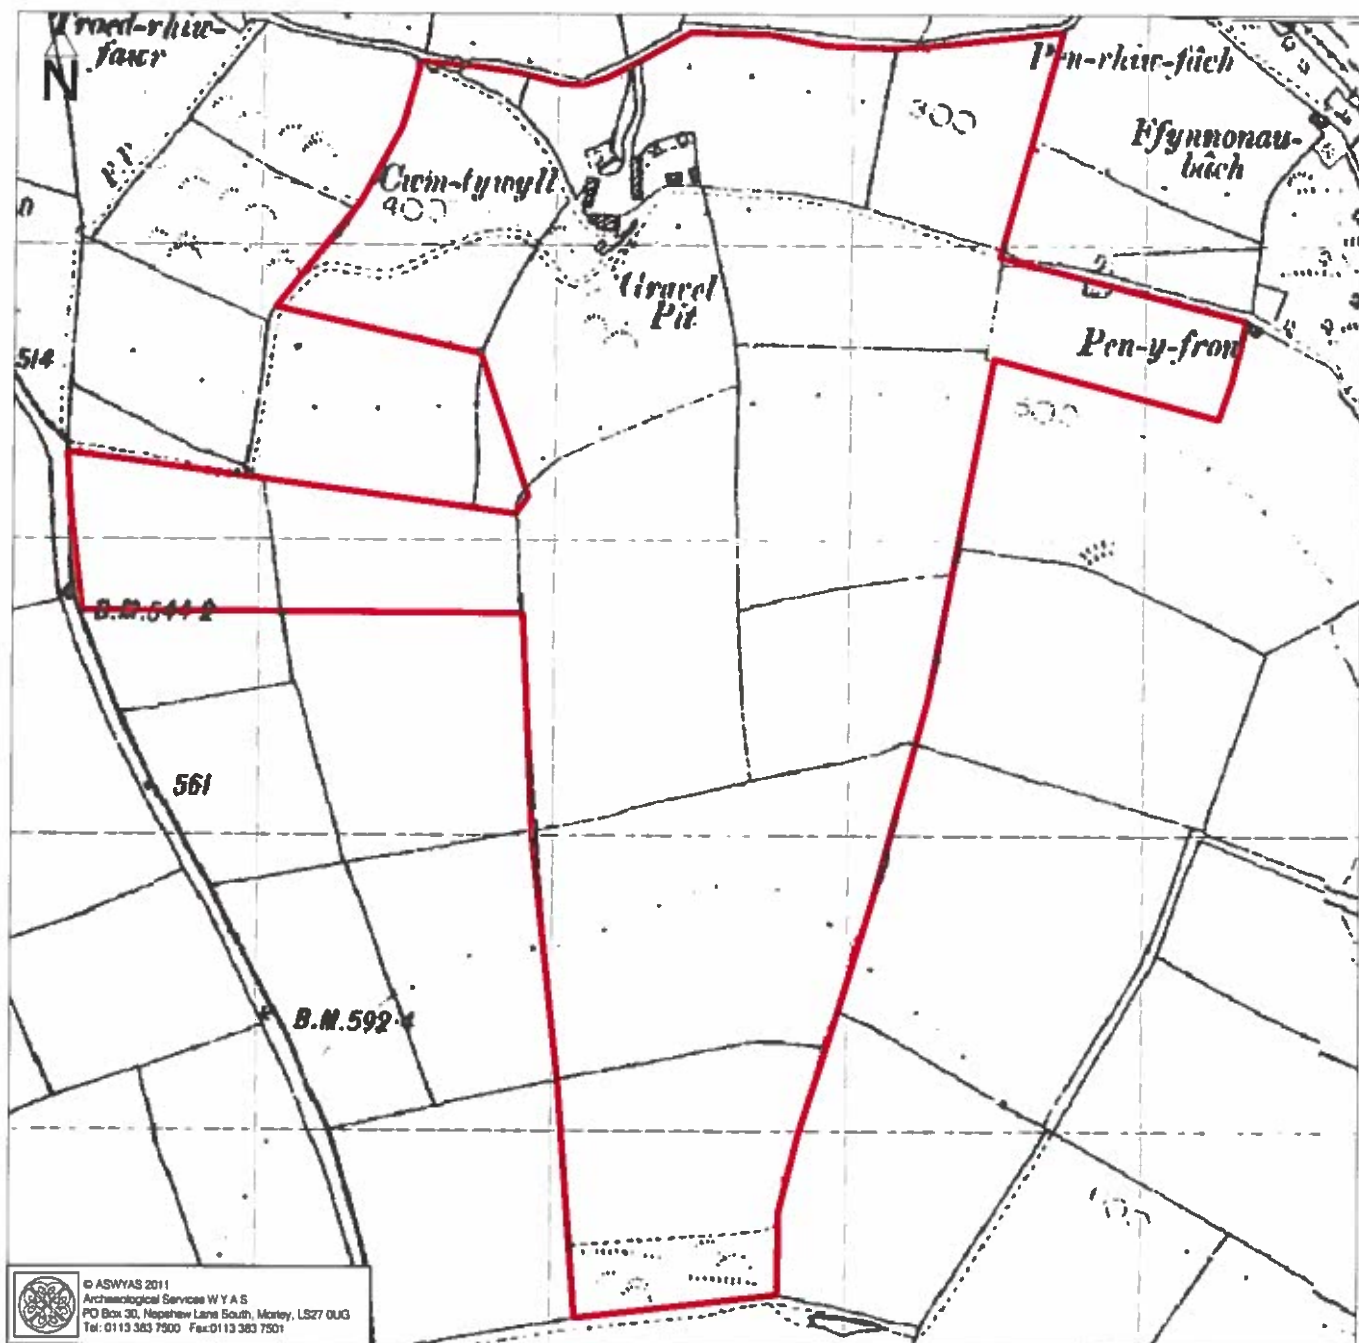 Troed-rhiw-
fawr
N
Pen-rhiw-fâch
300
Ffynnonau-
bâch
F.P.
Cwm-tywyll
400
Gravel
Pit
Pen-y-fron
514
500
B.M.544·2
561
B.M.592·4
© ASWYAS 2011
Archaeological Services W Y A S
PO Box 30, Nepshaw Lane South, Morley, LS27 0UG
Tel: 0113 383 7500 Fax:0113 383 7501